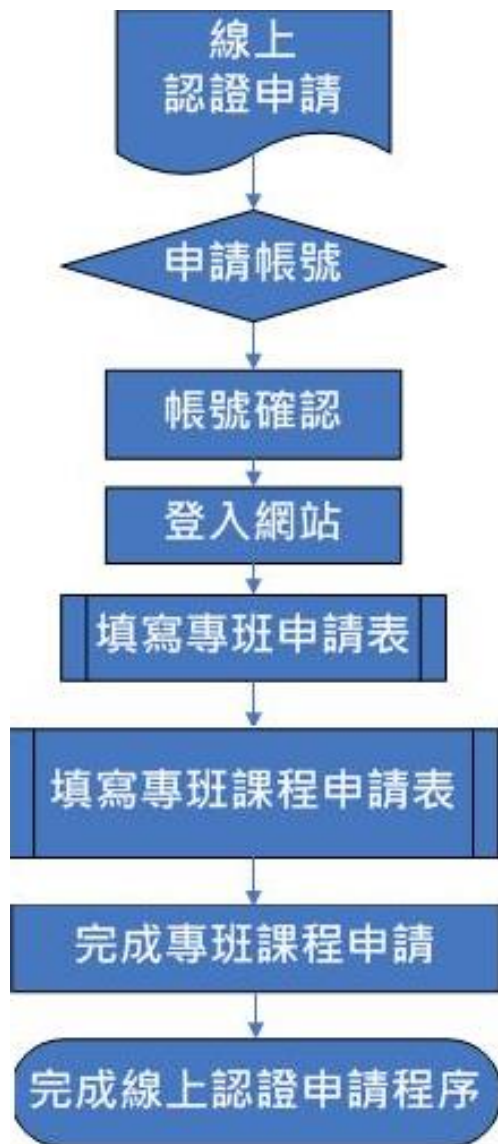 線上
認證申請
申請帳號
帳號確認
登入網站
填寫專班申請表
填寫專班課程申請表
完成專班課程申請
完成線上認證申請程序